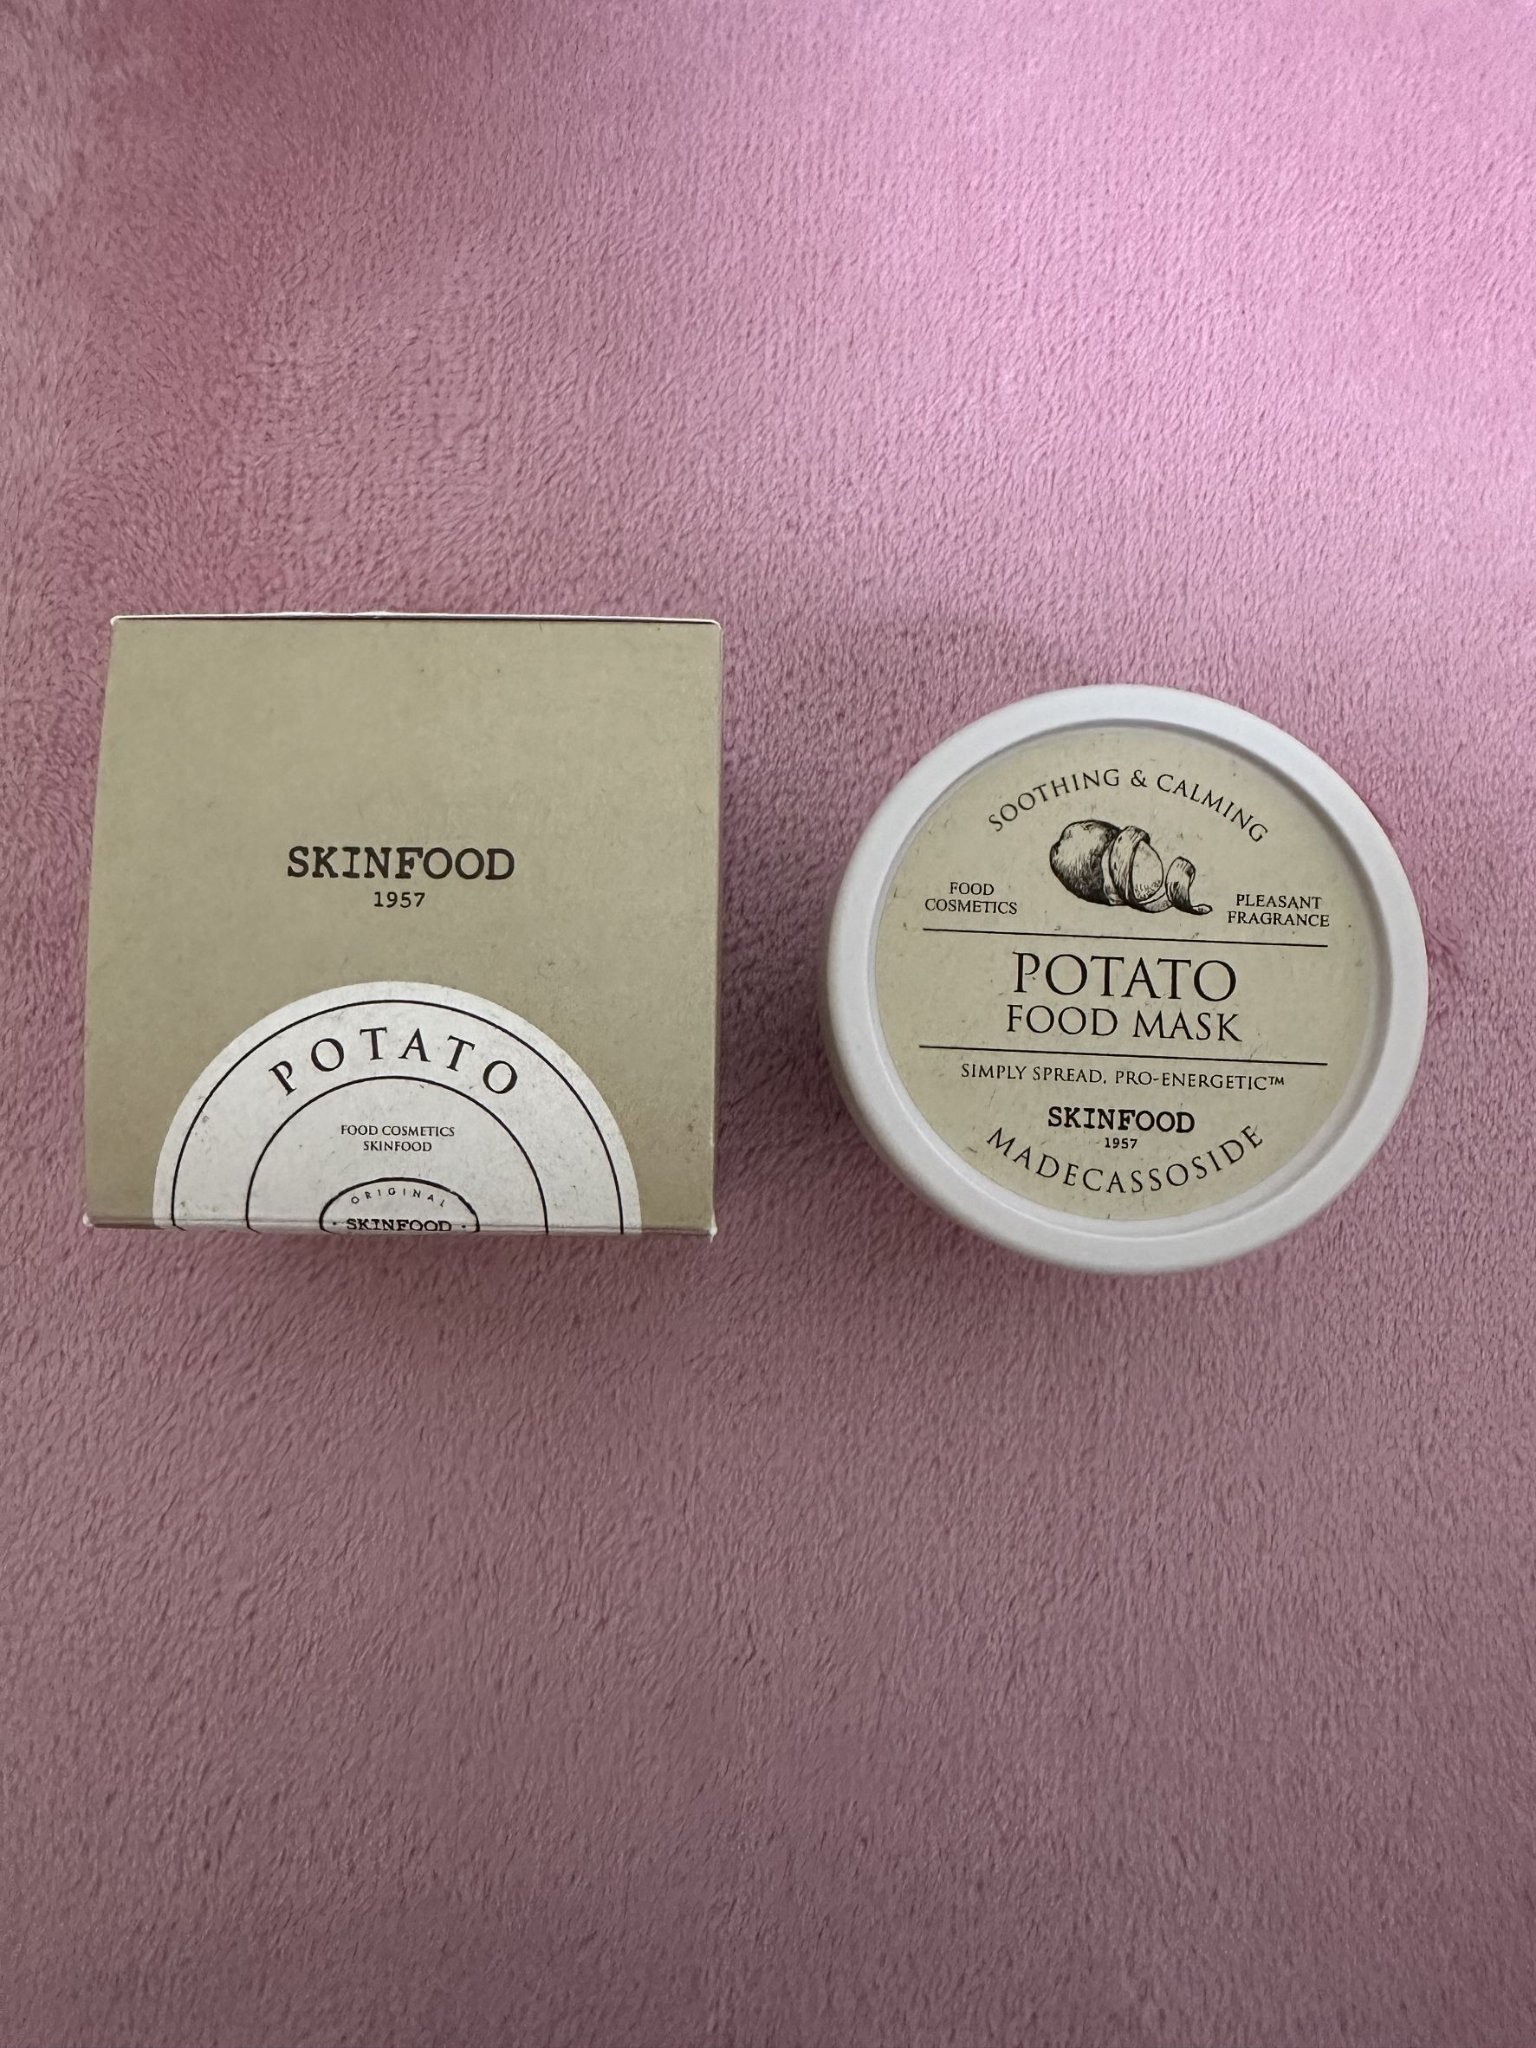 SKINFOOD
1957
POTATO
FOOD COSMETICS
SKINFOOD
ORIGINAL
· SKINFOOD ·
SOOTHING & CALMING
FOOD
COSMETICS
PLEASANT
FRAGRANCE
POTATO
FOOD MASK
SIMPLY SPREAD, PRO-ENERGETIC™
SKINFOOD
1957
MADECASSOSIDE